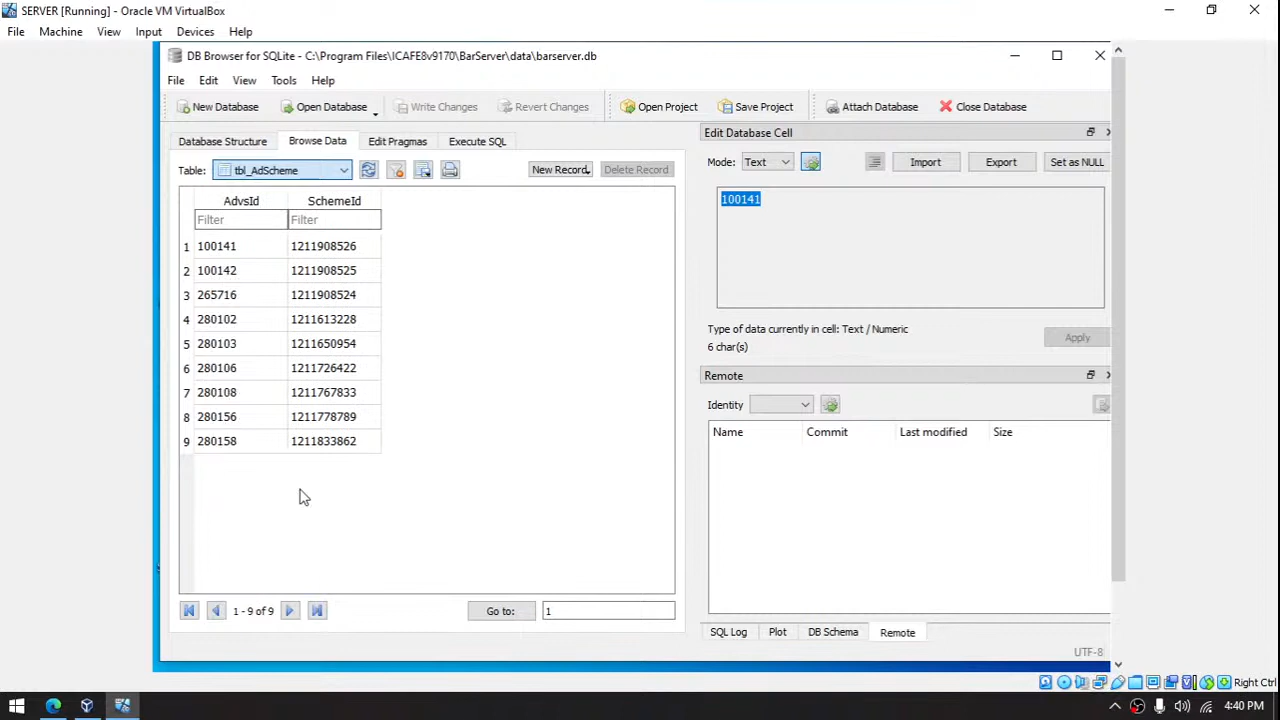 SERVER [Running] - Oracle VM VirtualBox
File Machine View Input Devices Help
DB Browser for SQLite - C:\Program Files\ICAFE8v9170\BarServer\data\barserver.db
File Edit View Tools Help
New Database Open Database Write Changes Revert Changes Open Project Save Project Attach Database Close Database
Database Structure Browse Data Edit Pragmas Execute SQL
Table: tbl_AdScheme New Record Delete Record
AdvsId SchemeId
Filter Filter
1 100141 1211908526
2 100142 1211908525
3 265716 1211908524
4 280102 1211613228
5 280103 1211650954
6 280106 1211726422
7 280108 1211767833
8 280156 1211778789
9 280158 1211833862
1 - 9 of 9 Go to: 1
Edit Database Cell
Mode: Text Import Export Set as NULL
100141
Type of data currently in cell: Text / Numeric
6 char(s)
Apply
Remote
Identity
Name Commit Last modified Size
SQL Log Plot DB Schema Remote
UTF-8
Right Ctrl
4:40 PM